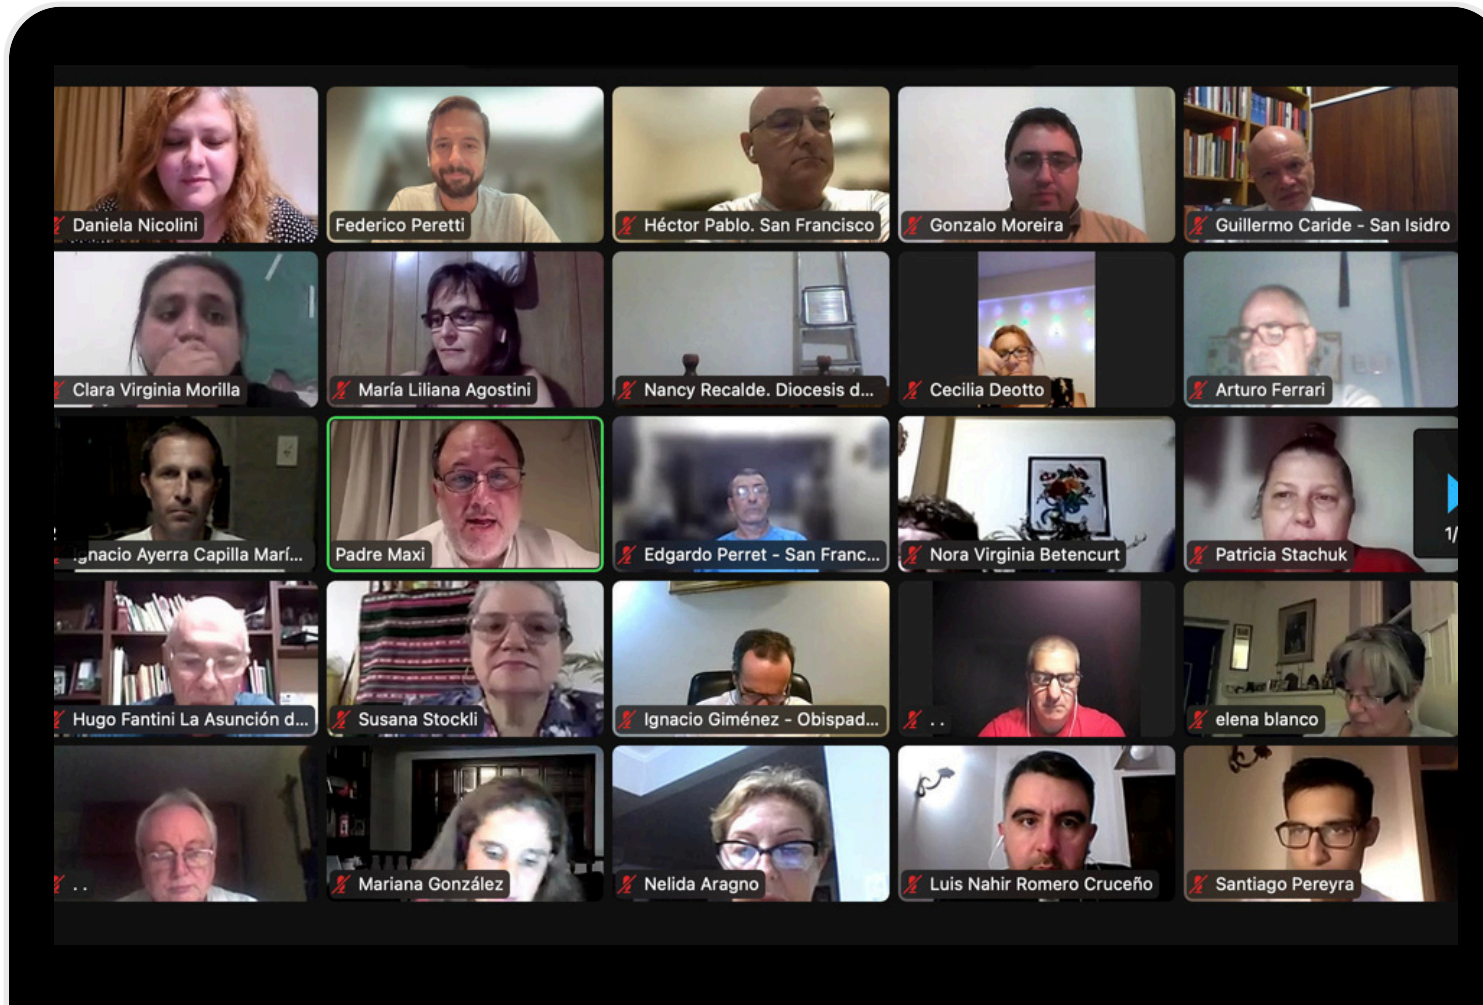 Daniela Nicolini
Federico Peretti
Héctor Pablo. San Francisco
Gonzalo Moreira
Guillermo Caride - San Isidro
Clara Virginia Morilla
María Liliana Agostini
Nancy Recalde. Diocesis d...
Cecilia Deotto
Arturo Ferrari
Ignacio Ayerra Capilla Marí...
Padre Maxi
Edgardo Perret - San Franc...
Nora Virginia Betencurt
Patricia Stachuk
1/
Hugo Fantini La Asunción d...
Susana Stockli
Ignacio Giménez - Obispad...
. .
elena blanco
. .
Mariana González
Nelida Aragno
Luis Nahir Romero Cruceño
Santiago Pereyra